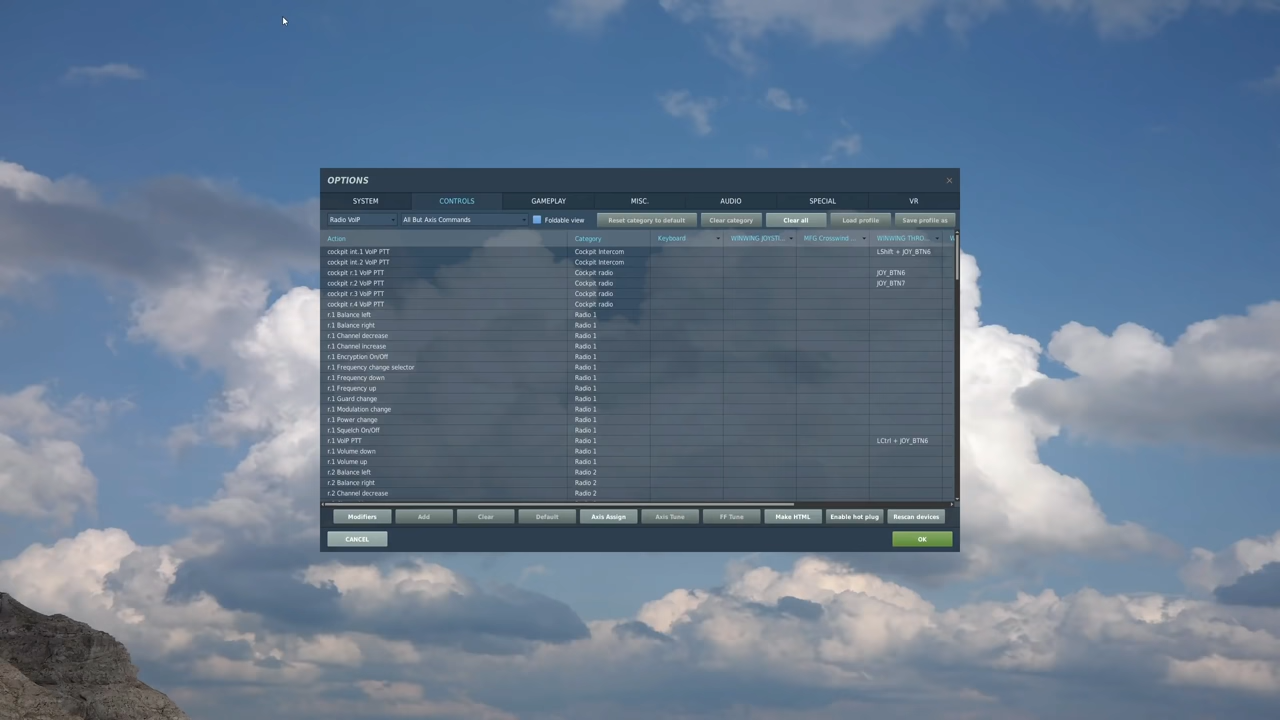 OPTIONS
SYSTEM CONTROLS GAMEPLAY MISC. AUDIO SPECIAL VR
Radio VoIP All But Axis Commands Foldable view Reset category to default Clear category Clear all Load profile Save profile as
Action Category Keyboard WINWING JOYSTI... MFG Crosswind ... WINWING THRO... W
cockpit int.1 VoIP PTT Cockpit Intercom LShift + JOY_BTN6
cockpit int.2 VoIP PTT Cockpit Intercom
cockpit r.1 VoIP PTT Cockpit radio JOY_BTN6
cockpit r.2 VoIP PTT Cockpit radio JOY_BTN7
cockpit r.3 VoIP PTT Cockpit radio
cockpit r.4 VoIP PTT Cockpit radio
r.1 Balance left Radio 1
r.1 Balance right Radio 1
r.1 Channel decrease Radio 1
r.1 Channel increase Radio 1
r.1 Encryption On/Off Radio 1
r.1 Frequency change selector Radio 1
r.1 Frequency down Radio 1
r.1 Frequency up Radio 1
r.1 Guard change Radio 1
r.1 Modulation change Radio 1
r.1 Power change Radio 1
r.1 Squelch On/Off Radio 1
r.1 VoIP PTT Radio 1 LCtrl + JOY_BTN6
r.1 Volume down Radio 1
r.1 Volume up Radio 1
r.2 Balance left Radio 2
r.2 Balance right Radio 2
r.2 Channel decrease Radio 2
Modifiers Add Clear Default Axis Assign Axis Tune FF Tune Make HTML Enable hot plug Rescan devices
CANCEL OK